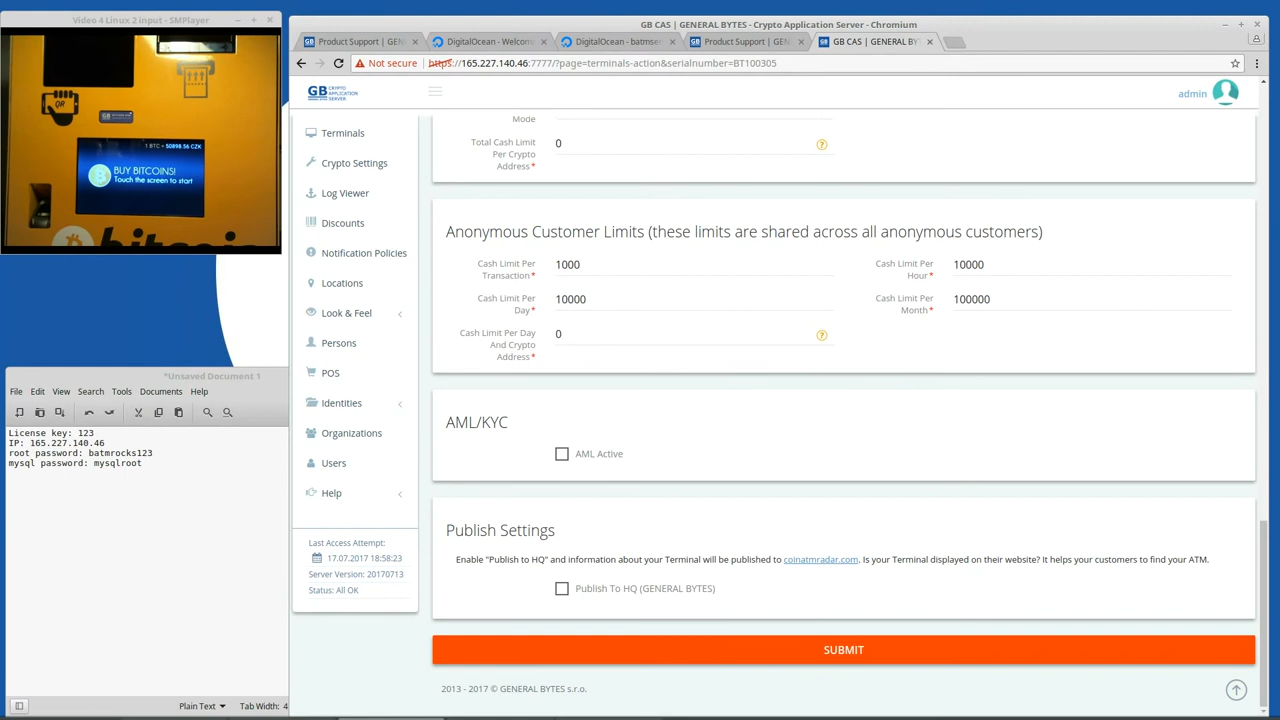 Video 4 Linux 2 input - SMPlayer
QR
1 BTC = 50898.56 CZK
BUY BITCOINS!
Touch the screen to start
bitcoin
*Unsaved Document 1
File Edit View Search Tools Documents Help
License key: 123
IP: 165.227.140.46
root password: batmrocks123
mysql password: mysqlroot
Plain Text Tab Width: 4
GB CAS | GENERAL BYTES - Crypto Application Server - Chromium
Product Support | GEN
DigitalOcean - Welcom
DigitalOcean - batmser
Product Support | GEN
GB CAS | GENERAL BYT
Not secure https://165.227.140.46:7777/?page=terminals-action&serialnumber=BT100305
GB CRYPTO APPLICATION SERVER
admin
Terminals
Crypto Settings
Log Viewer
Discounts
Notification Policies
Locations
Look & Feel
Persons
POS
Identities
Organizations
Users
Help
Last Access Attempt:
17.07.2017 18:58:23
Server Version: 20170713
Status: All OK
Mode
Total Cash Limit Per Crypto Address* 0
Anonymous Customer Limits (these limits are shared across all anonymous customers)
Cash Limit Per Transaction* 1000
Cash Limit Per Hour* 10000
Cash Limit Per Day* 10000
Cash Limit Per Month* 100000
Cash Limit Per Day And Crypto Address* 0
AML/KYC
AML Active
Publish Settings
Enable "Publish to HQ" and information about your Terminal will be published to coinatmradar.com. Is your Terminal displayed on their website? It helps your customers to find your ATM.
Publish To HQ (GENERAL BYTES)
SUBMIT
2013 - 2017 © GENERAL BYTES s.r.o.